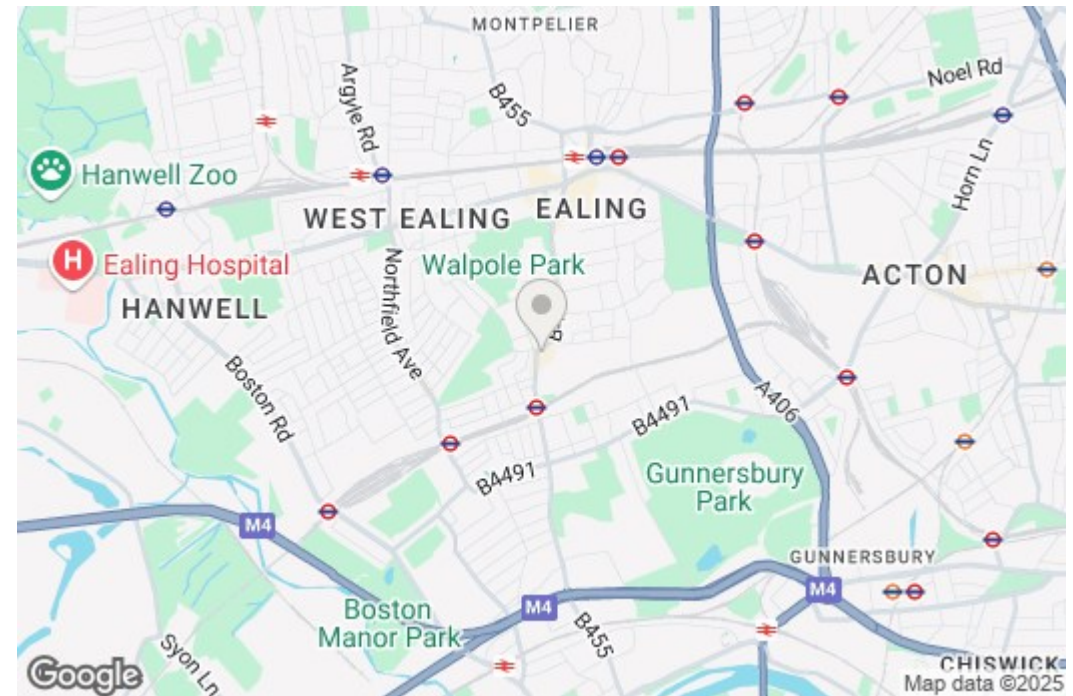 MONTPELIER
Noel Rd
Argyle Rd
B455
Horn Ln
Hanwell Zoo
WEST EALING
EALING
H
Ealing Hospital
Walpole Park
ACTON
HANWELL
Northfield Ave
Boston Rd
A406
B4491
B4491
Gunnersbury
Park
M4
GUNNERSBURY
M4
M4
Boston
Manor Park
B455
Syon Ln
CHISWICK
Google
Map data ©2025